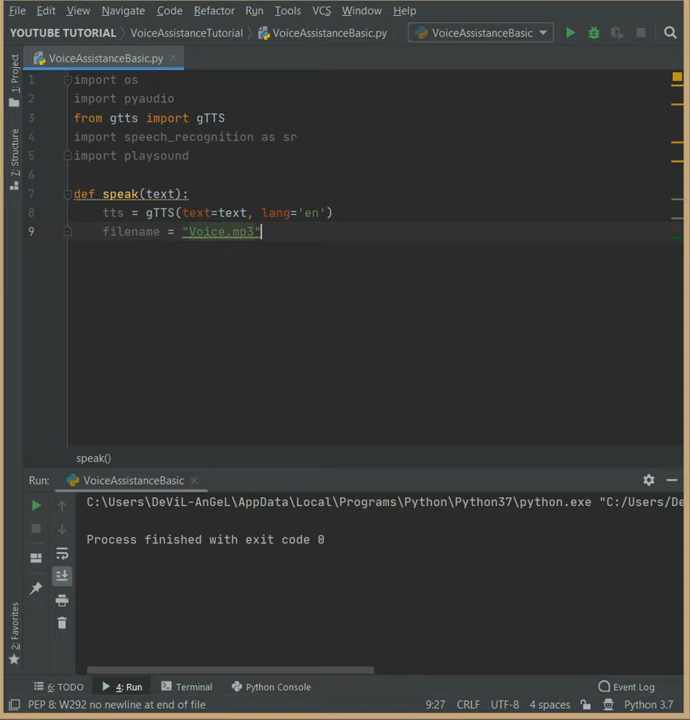 File Edit View Navigate Code Refactor Run Tools VCS Window Help
YOUTUBE TUTORIAL VoiceAssistanceTutorial VoiceAssistanceBasic.py VoiceAssistanceBasic
1: Project
7: Structure
2: Favorites
VoiceAssistanceBasic.py
1 import os
2 import pyaudio
3 from gtts import gTTS
4 import speech_recognition as sr
5 import playsound
6
7 def speak(text):
8 tts = gTTS(text=text, lang='en')
9 filename = "Voice.mp3"
speak()
Run: VoiceAssistanceBasic
C:\Users\DeViL-AnGeL\AppData\Local\Programs\Python\Python37\python.exe "C:/Users/De
Process finished with exit code 0
6: TODO 4: Run Terminal Python Console Event Log
PEP 8: W292 no newline at end of file 9:27 CRLF UTF-8 4 spaces Python 3.7